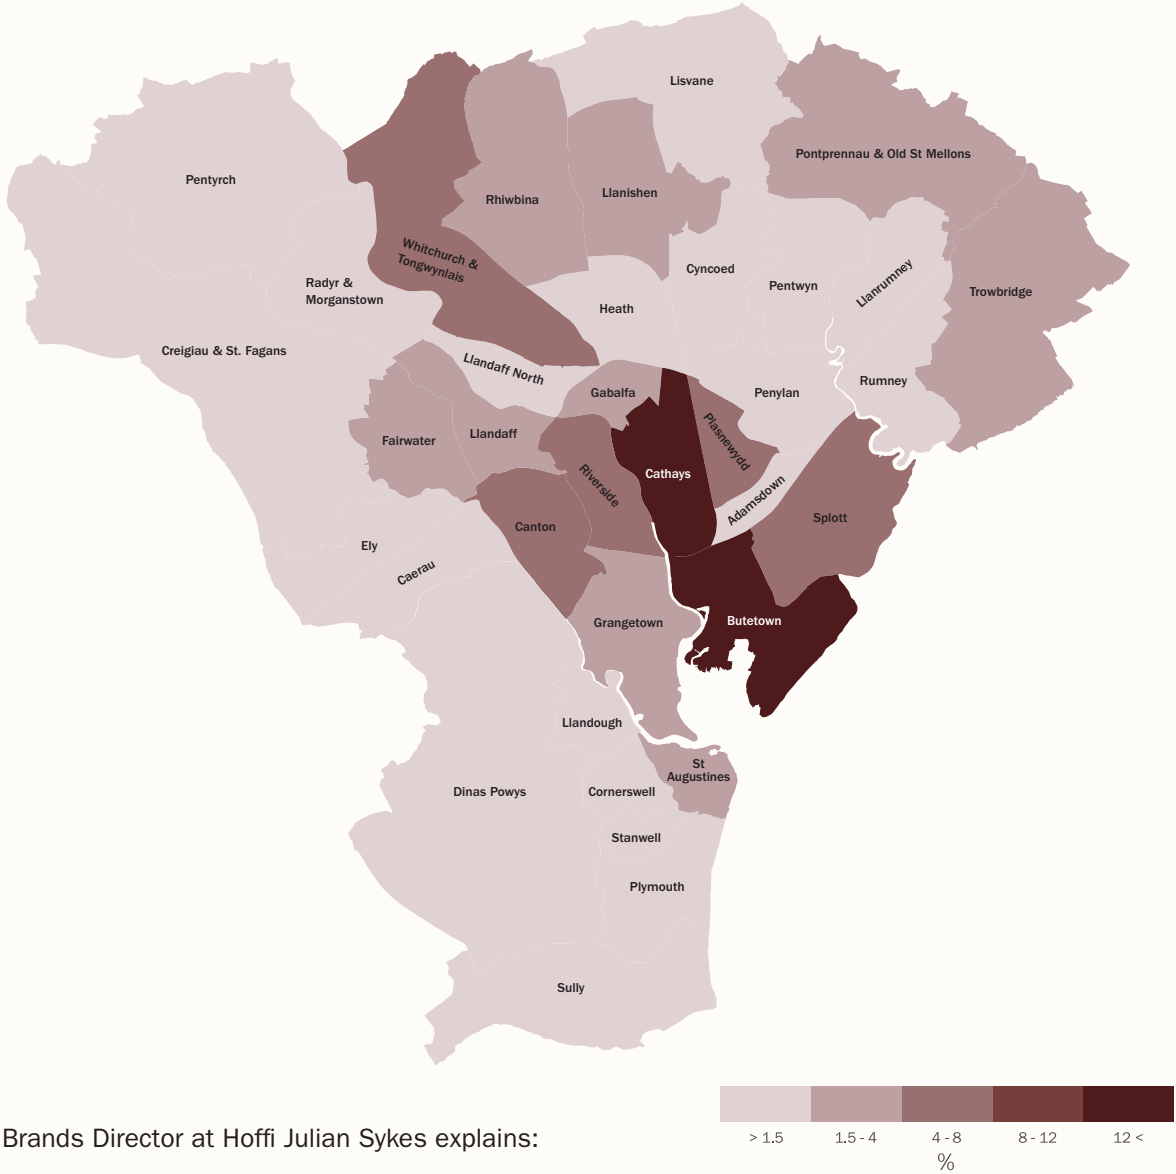 Lisvane
Pontprennau & Old St Mellons
Pentyrch
Rhiwbina
Llanishen
Whitchurch &
Tongwynlais
Cyncoed
Pentwyn
Llanrumney
Trowbridge
Radyr &
Morganstown
Heath
Creigiau & St. Fagans
Llandaff North
Rumney
Gabalfa
Penylan
Fairwater
Llandaff
Plasnewydd
Riverside
Cathays
Adamsdown
Splott
Canton
Ely
Caerau
Grangetown
Butetown
Llandough
St
Augustines
Dinas Powys
Cornerswell
Stanwell
Plymouth
Sully
Brands Director at Hoffi Julian Sykes explains:
> 1.5
1.5 - 4
4 - 8
8 - 12
12 <
%